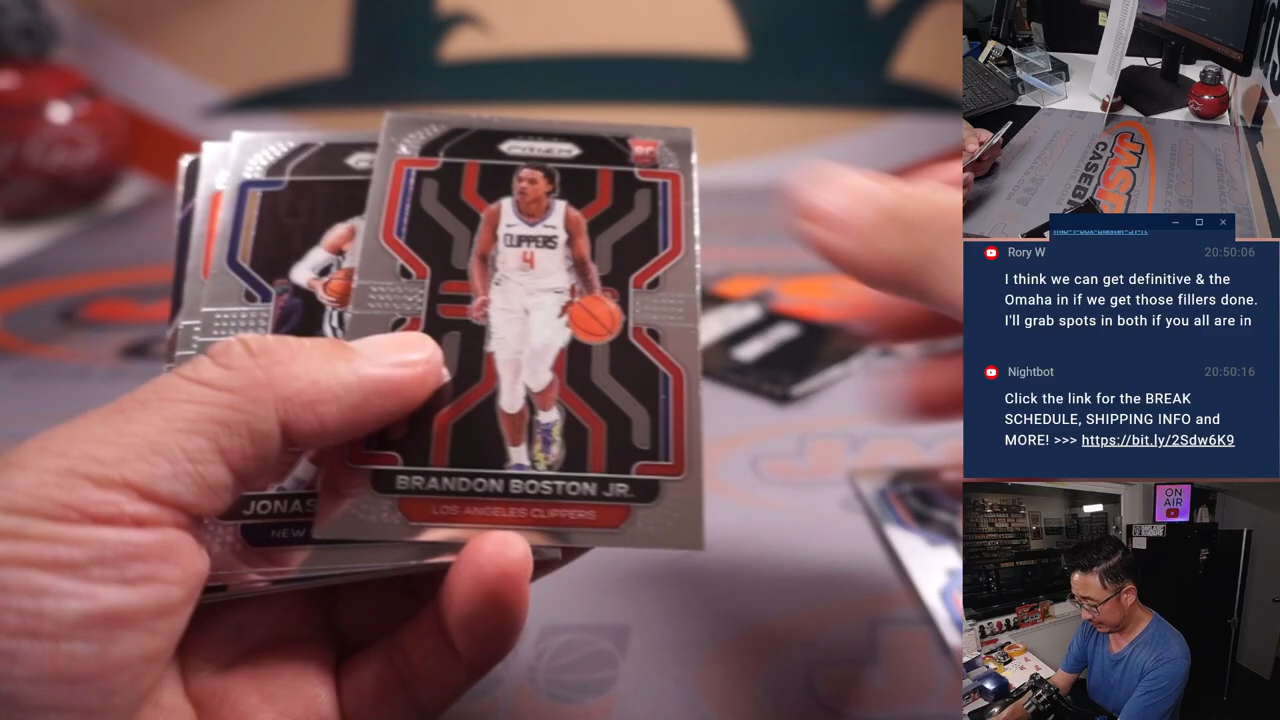 PRIZM
RC
CLIPPERS
4
BRANDON BOSTON JR.
LOS ANGELES CLIPPERS
JONAS
NEW
JASP
CASEB
Rory W 20:50:06
I think we can get definitive & the
Omaha in if we get those fillers done.
I'll grab spots in both if you all are in
Nightbot 20:50:16
Click the link for the BREAK
SCHEDULE, SHIPPING INFO and
MORE! >>> https://bit.ly/2Sdw6K9
ON
AIR